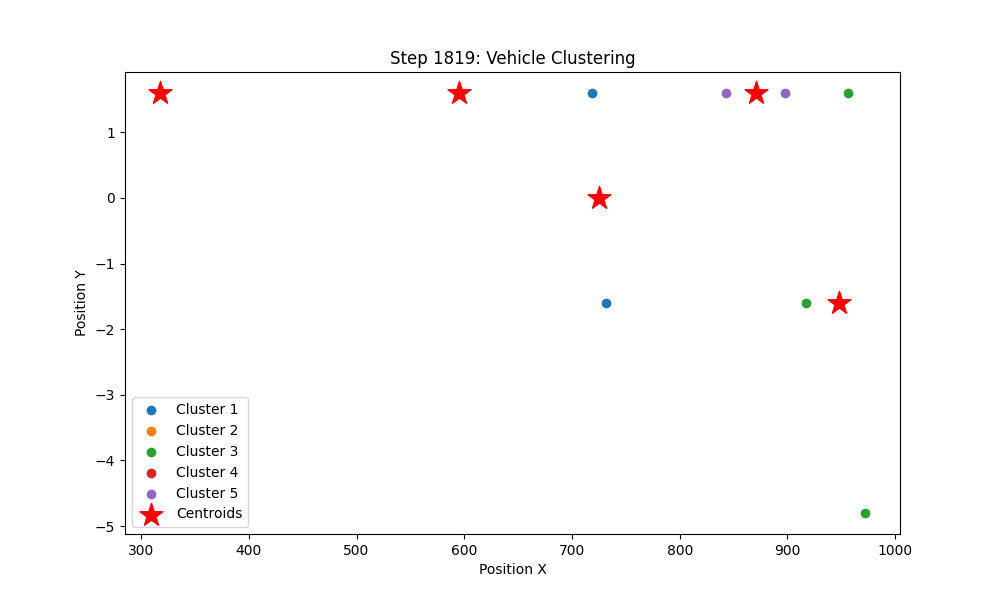 Step 1819: Vehicle Clustering
Position Y
1
0
−1
−2
−3
−4
−5
Cluster 1
Cluster 2
Cluster 3
Cluster 4
Cluster 5
Centroids
300 400 500 600 700 800 900 1000
Position X